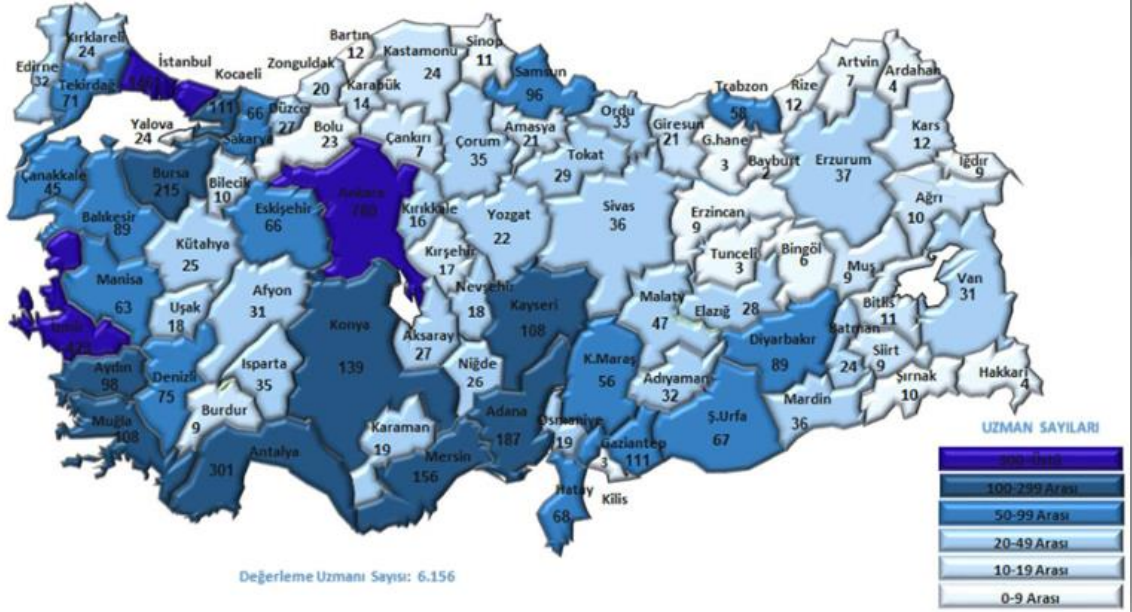 Kırklareli
24
Edirne
32
Tekirdağ
71
İstanbul
Kocaeli
111
66
Sakarya
Düzce
27
Yalova
24
Zonguldak
20
Bartın
12
Karabük
14
Kastamonu
24
Sinop
11
Samsun
96
Bolu
23
Çankırı
7
Çorum
35
Amasya
21
Ordu
33
Tokat
29
Giresun
21
Trabzon
58
G.hane
3
Rize
12
Bayburt
2
Artvin
7
Ardahan
4
Kars
12
Iğdır
9
Erzurum
37
Ağrı
10
Çanakkale
45
Balıkesir
89
Bursa
215
Bilecik
10
Eskişehir
66
Ankara
Kırıkkale
16
Yozgat
22
Sivas
36
Erzincan
9
Tunceli
3
Bingöl
6
Muş
9
Van
31
Kütahya
25
Kırşehir
17
Nevşehir
18
Kayseri
108
Malaty
47
Elazığ
28
Bitlis
11
Manisa
63
Uşak
18
Afyon
31
Konya
139
Aksaray
27
Niğde
26
K.Maraş
56
Adıyaman
32
Diyarbakır
89
Batman
24
Siirt
9
Şırnak
10
Hakkari
4
Mardin
36
İzmir
Aydın
98
Denizli
75
Isparta
35
Burdur
9
Muğla
108
Antalya
301
Karaman
19
Mersin
156
Adana
187
Osmaniye
19
Gaziantep
111
3
Kilis
Ş.Urfa
67
Hatay
68
UZMAN SAYILARI
300-Üstü
100-299 Arası
50-99 Arası
20-49 Arası
10-19 Arası
0-9 Arası
Değerleme Uzmanı Sayısı: 6.156